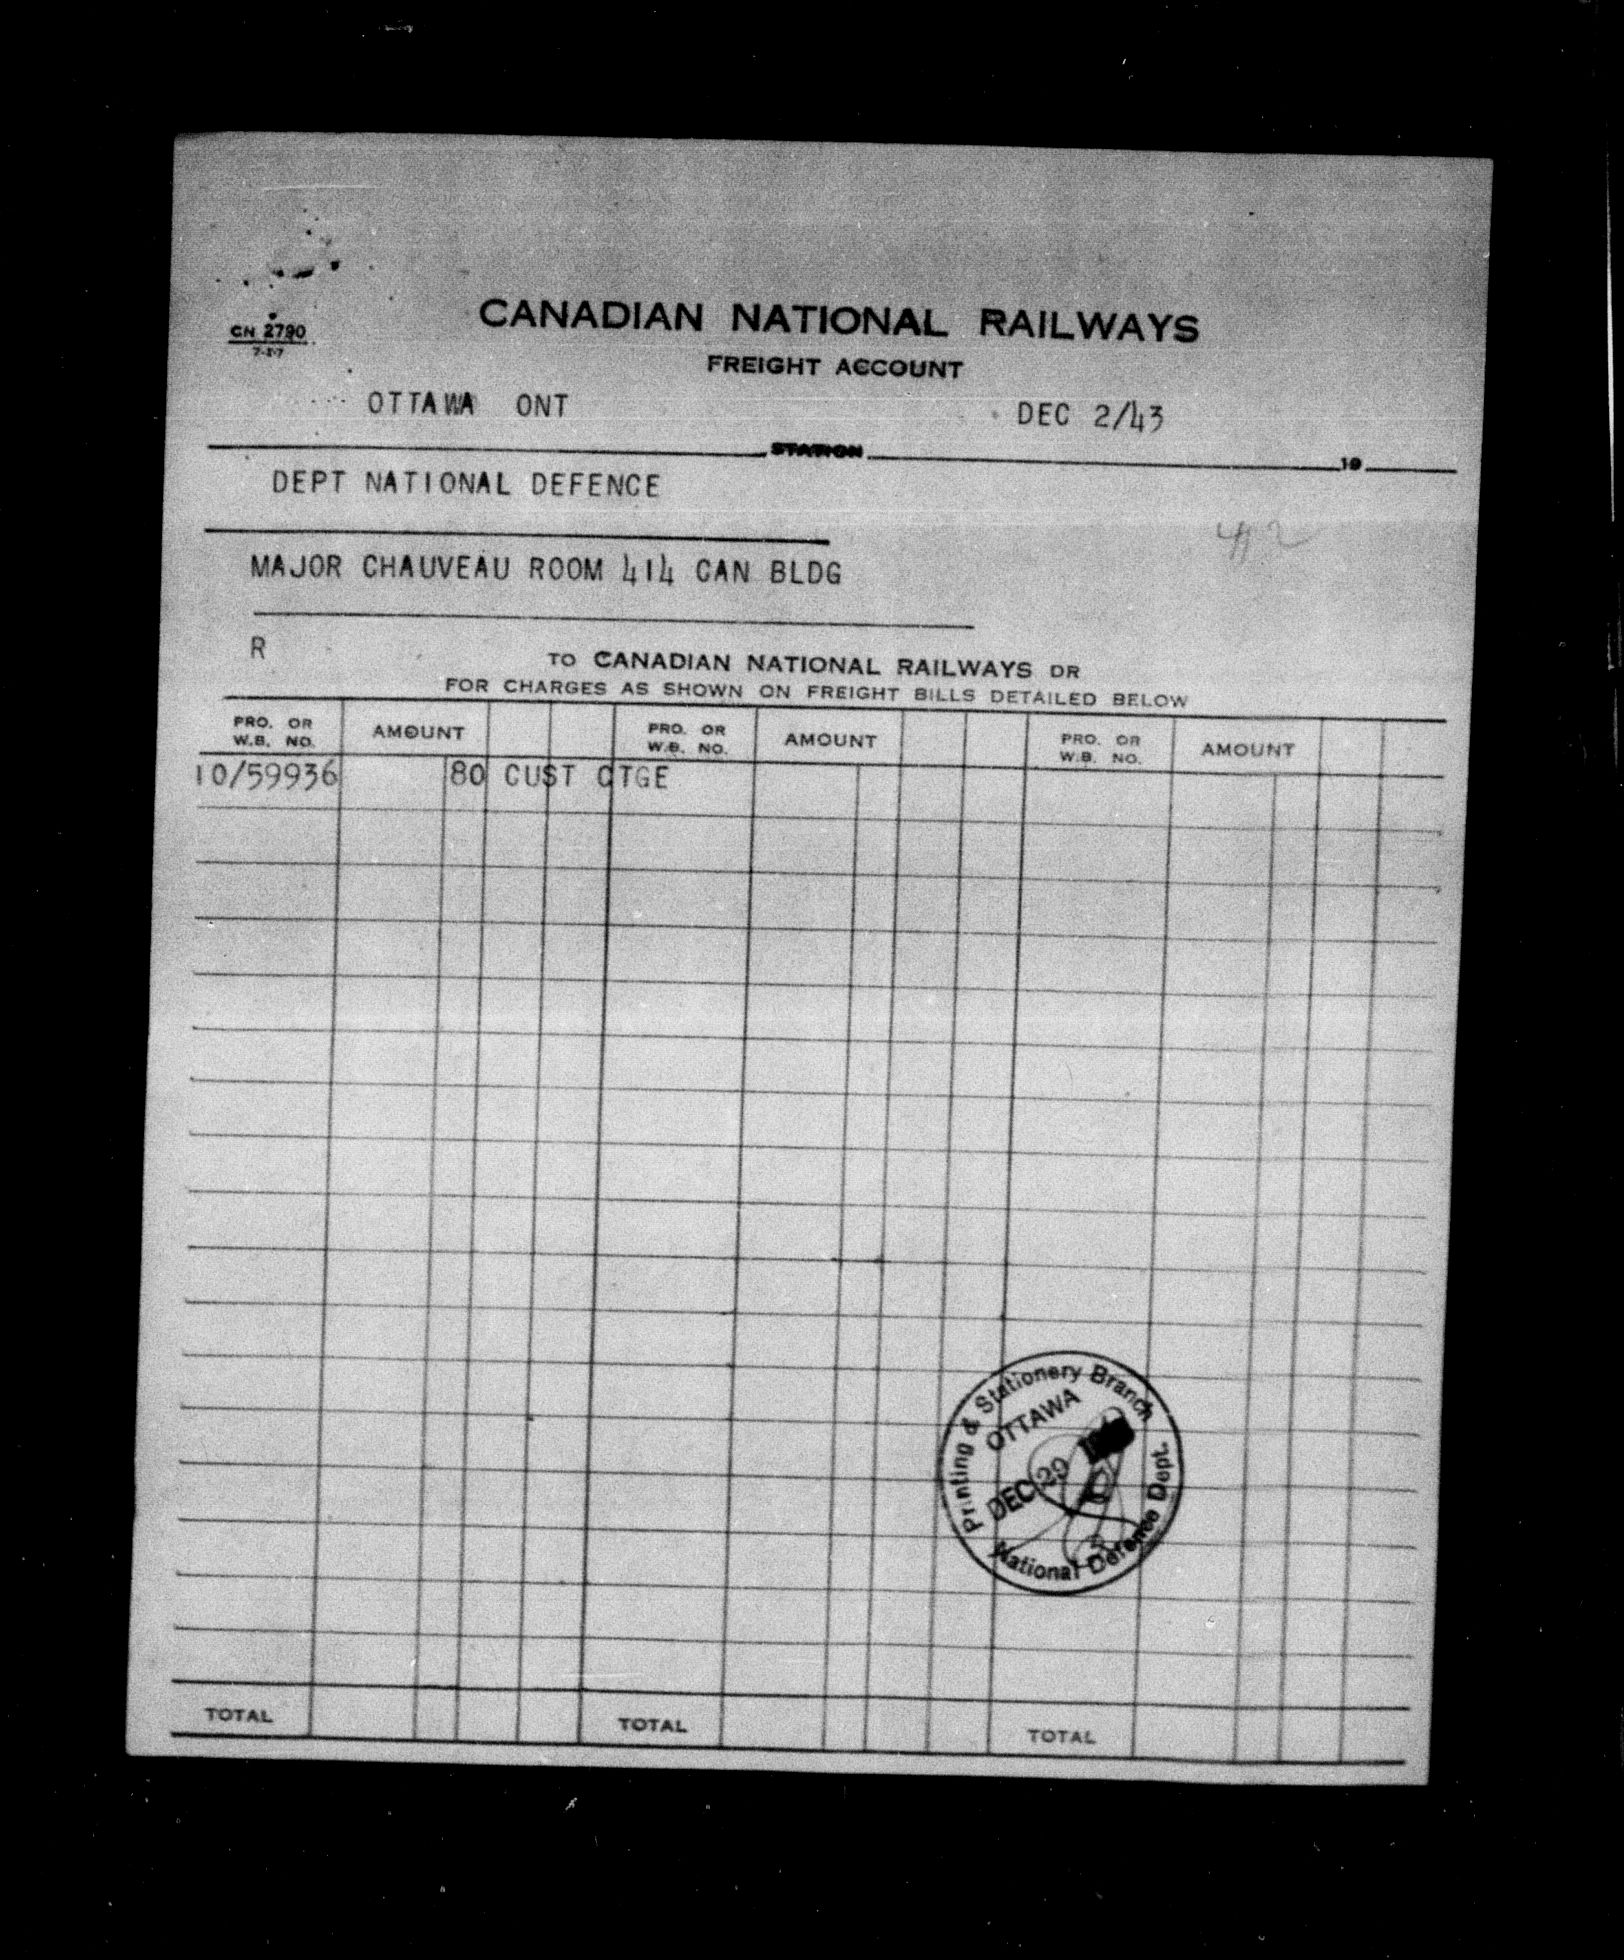 CANADIAN NATIONAL RAILWAYS
CN 2790
FREIGHT ACCOUNT
OTTAWA ONT DEC 2/43
STATION 19
DEPT NATIONAL DEFENCE
MAJOR CHAUVEAU ROOM 414 CAN BLDG
R
TO CANADIAN NATIONAL RAILWAYS DR
FOR CHARGES AS SHOWN ON FREIGHT BILLS DETAILED BELOW
PRO. OR W.B. NO. AMOUNT PRO. OR W.B. NO. AMOUNT PRO. OR W.B. NO. AMOUNT
10/59936 80 CUST CTGE
Printing & Stationery Branch
OTTAWA
DEC 29
National Defence Dept.
TOTAL TOTAL TOTAL